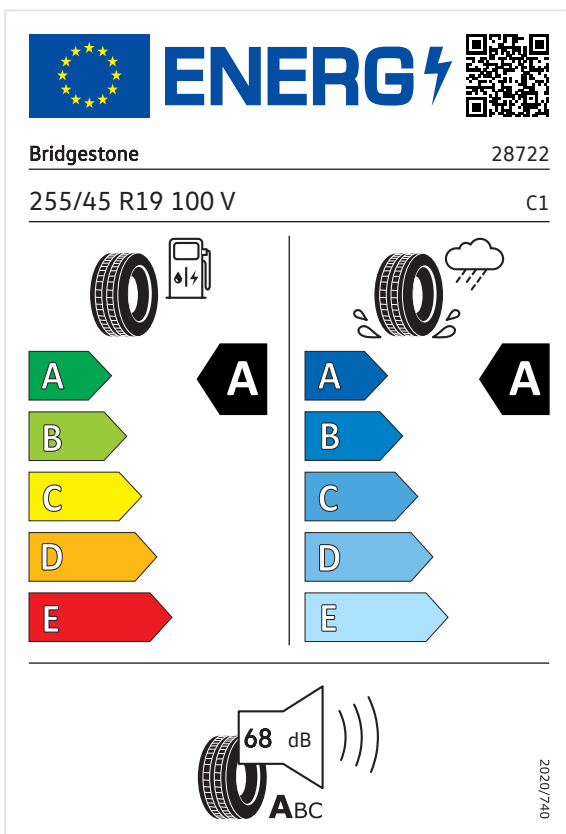 ENERG
Bridgestone 28722
255/45 R19 100 V C1
A A A A
B B
C C
D D
E E
68 dB
ABC
2020/740